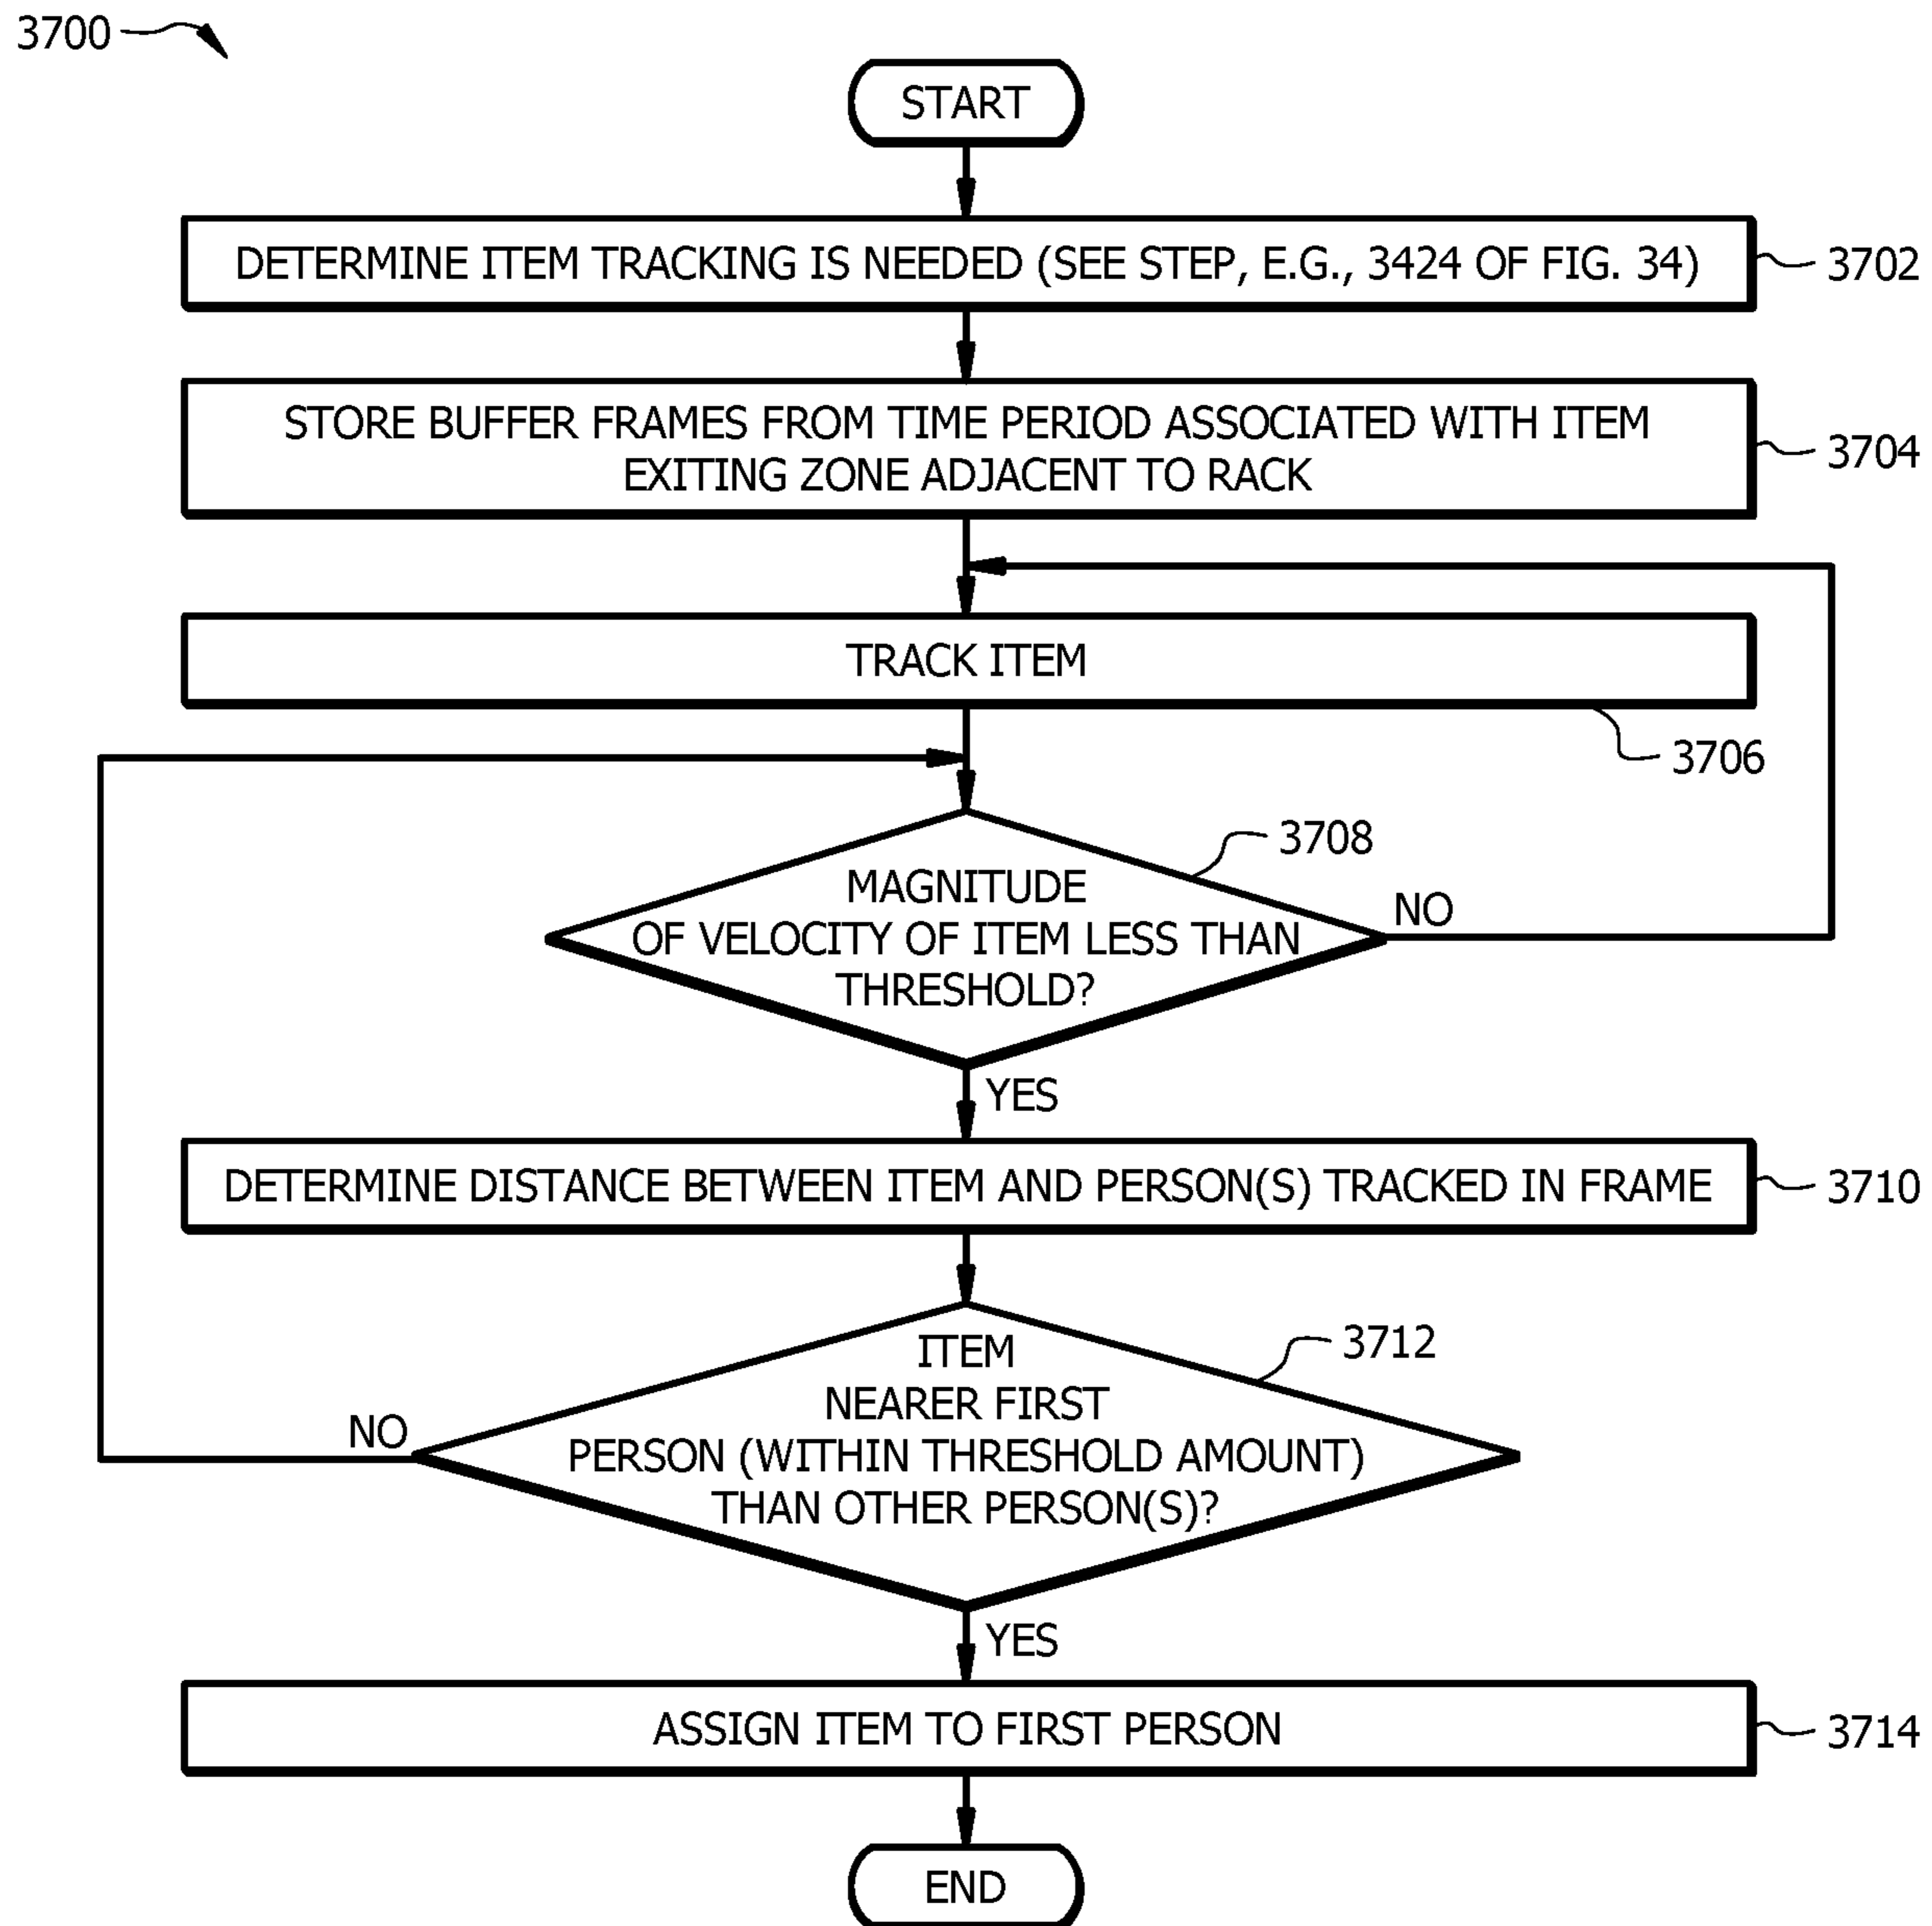 3700
START
DETERMINE ITEM TRACKING IS NEEDED (SEE STEP, E.G., 3424 OF FIG. 34)
3702
STORE BUFFER FRAMES FROM TIME PERIOD ASSOCIATED WITH ITEM
EXITING ZONE ADJACENT TO RACK
3704
TRACK ITEM
3706
3708
MAGNITUDE
OF VELOCITY OF ITEM LESS THAN
THRESHOLD?
NO
YES
DETERMINE DISTANCE BETWEEN ITEM AND PERSON(S) TRACKED IN FRAME
3710
3712
ITEM
NEARER FIRST
PERSON (WITHIN THRESHOLD AMOUNT)
THAN OTHER PERSON(S)?
NO
YES
ASSIGN ITEM TO FIRST PERSON
3714
END